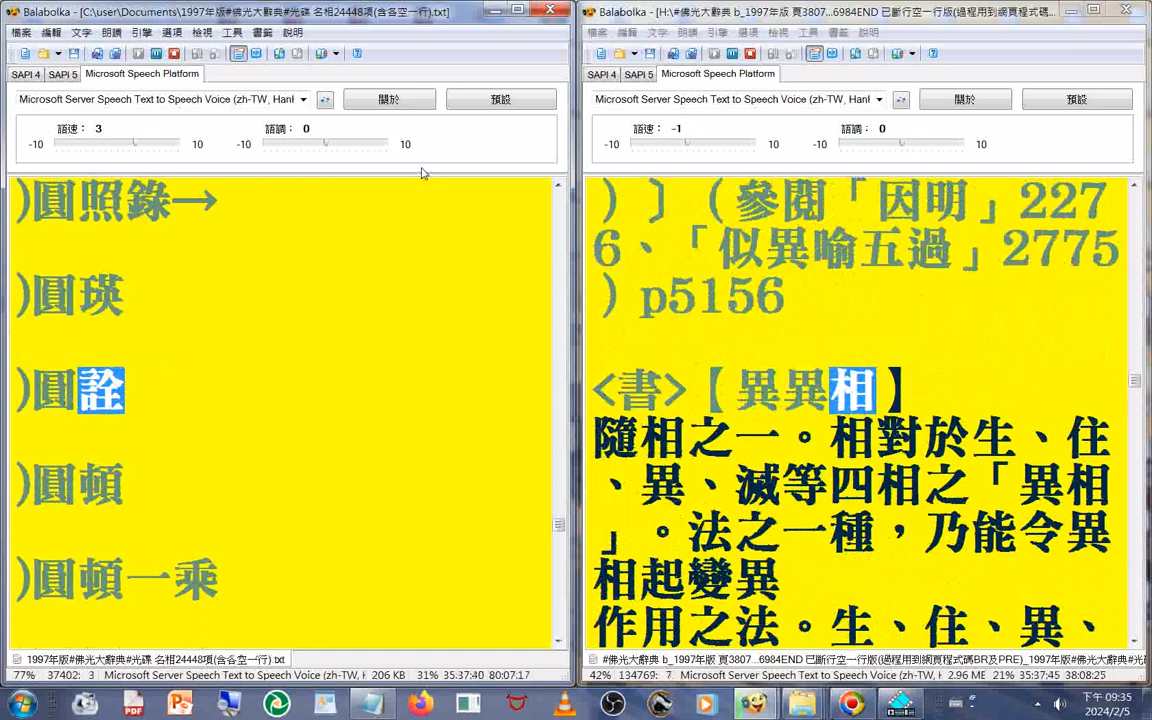 Balabolka - [C:\user\Documents\1997年版#佛光大辭典#光碟 名相24448項(含各空一行).txt]
檔案 編輯 文字 朗讀 引擎 選項 檢視 工具 書籤 說明
SAPI 4 SAPI 5 Microsoft Speech Platform
Microsoft Server Speech Text to Speech Voice (zh-TW, Hanl
關於
預設
語速： 3
語調： 0
-10 10 -10 10
)圓照錄→
)圓瑛
)圓詮
)圓頓
)圓頓一乘
1997年版#佛光大辭典#光碟 名相24448項(含各空一行).txt
77% 37402: 3 Microsoft Server Speech Text to Speech Voice (zh-TW, H 206 KB 31% 35:37:40 80:07:17
Balabolka - [H:\#佛光大辭典 b_1997年版 頁3807...6984END 已斷行空一行版(過程用到網頁程式碼
檔案 編輯 文字 朗讀 引擎 選項 檢視 工具 書籤 說明
SAPI 4 SAPI 5 Microsoft Speech Platform
Microsoft Server Speech Text to Speech Voice (zh-TW, Hanl
關於
預設
語速： -1
語調： 0
-10 10 -10 10
）〕（參閱「因明」227
6、「似異喻五過」2775
）p5156
<書>【異異相】
隨相之一。相對於生、住
、異、滅等四相之「異相
」。法之一種，乃能令異
相起變異
作用之法。生、住、異、
#佛光大辭典 b_1997年版 頁3807...6984END 已斷行空一行版(過程用到網頁程式碼BR及PRE)_1997年版#佛光
42% 134769: 7 Microsoft Server Speech Text to Speech Voice (zh-TW, H 2.96 MB 31% 35:37:45 38:08:25
下午 09:35
2024/2/5